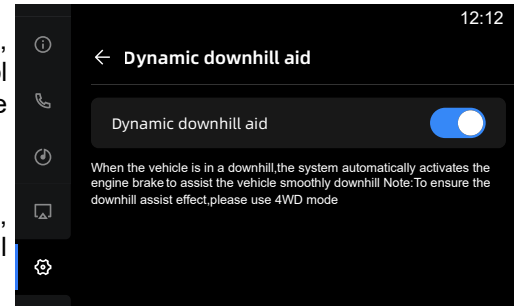 12:12
← Dynamic downhill aid
Dynamic downhill aid
When the vehicle is in a downhill,the system automatically activates the
engine brake to assist the vehicle smoothly downhill Note:To ensure the
downhill assist effect,please use 4WD mode